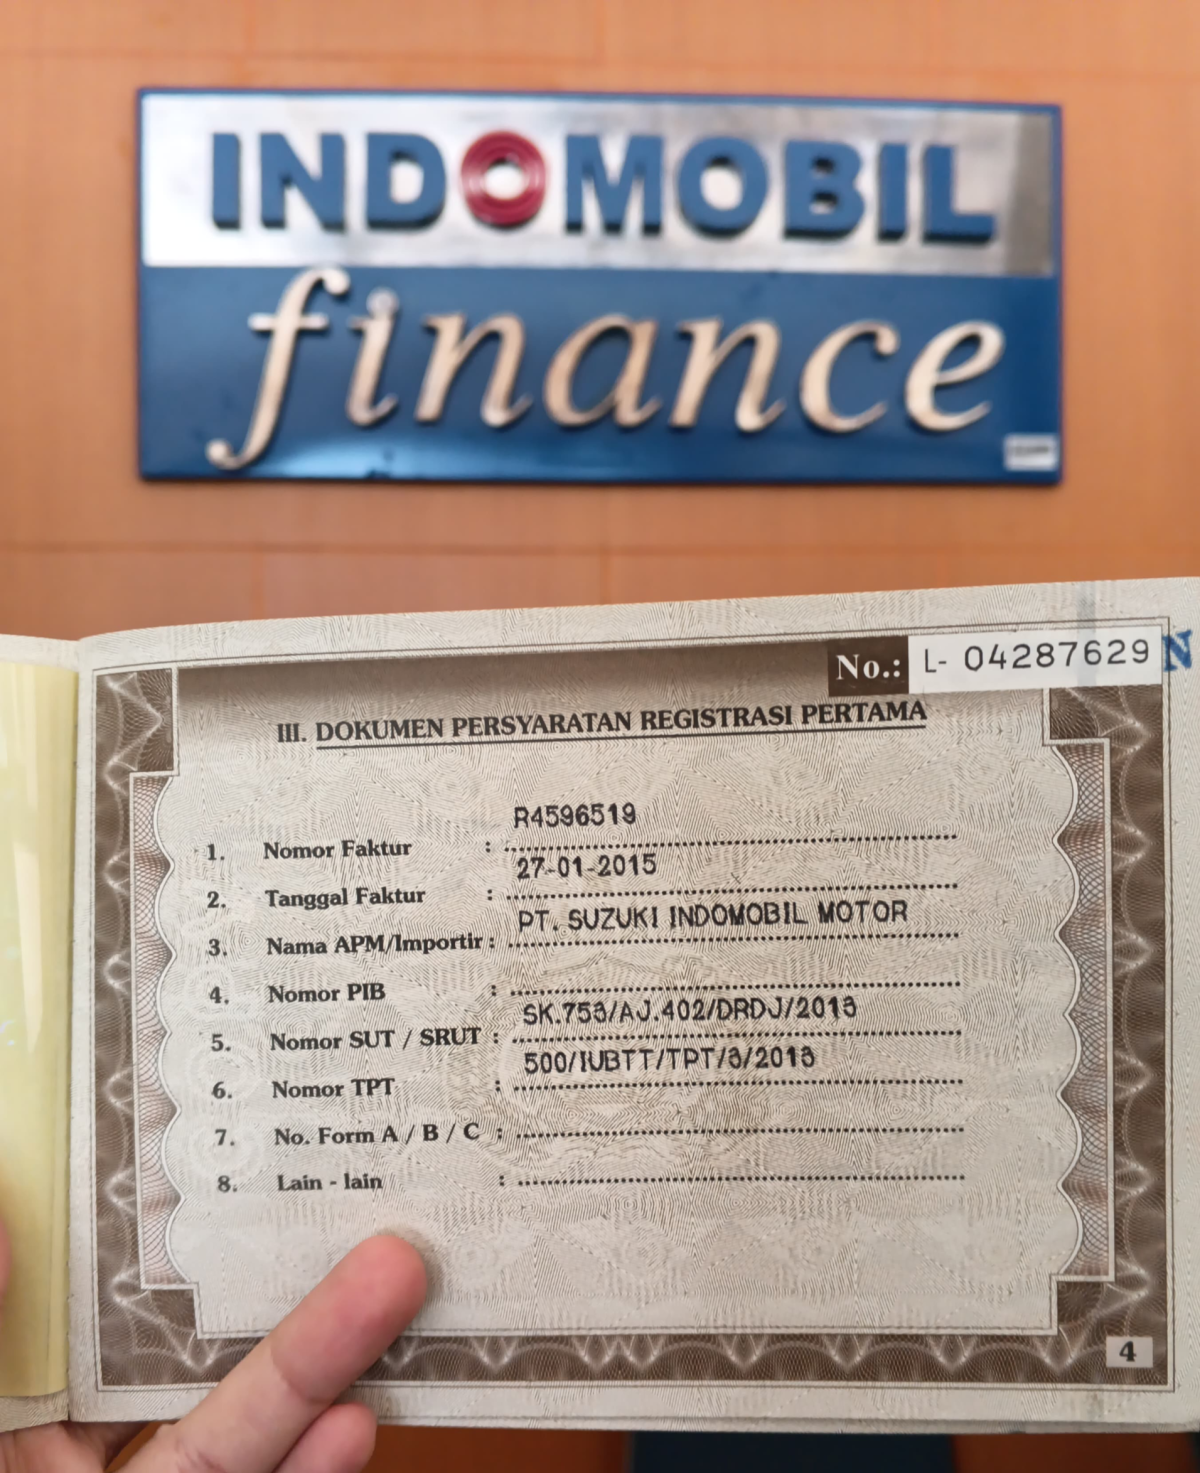 INDOMOBIL
finance
No.: L- 04287629 N
III. DOKUMEN PERSYARATAN REGISTRASI PERTAMA
1. Nomor Faktur : R4596519
2. Tanggal Faktur : 27-01-2015
3. Nama APM/Importir : PT. SUZUKI INDOMOBIL MOTOR
4. Nomor PIB :
5. Nomor SUT / SRUT : SK.753/AJ.402/DRDJ/2013
6. Nomor TPT : 500/IUBTT/TPT/3/2013
7. No. Form A / B / C :
8. Lain - lain :
4